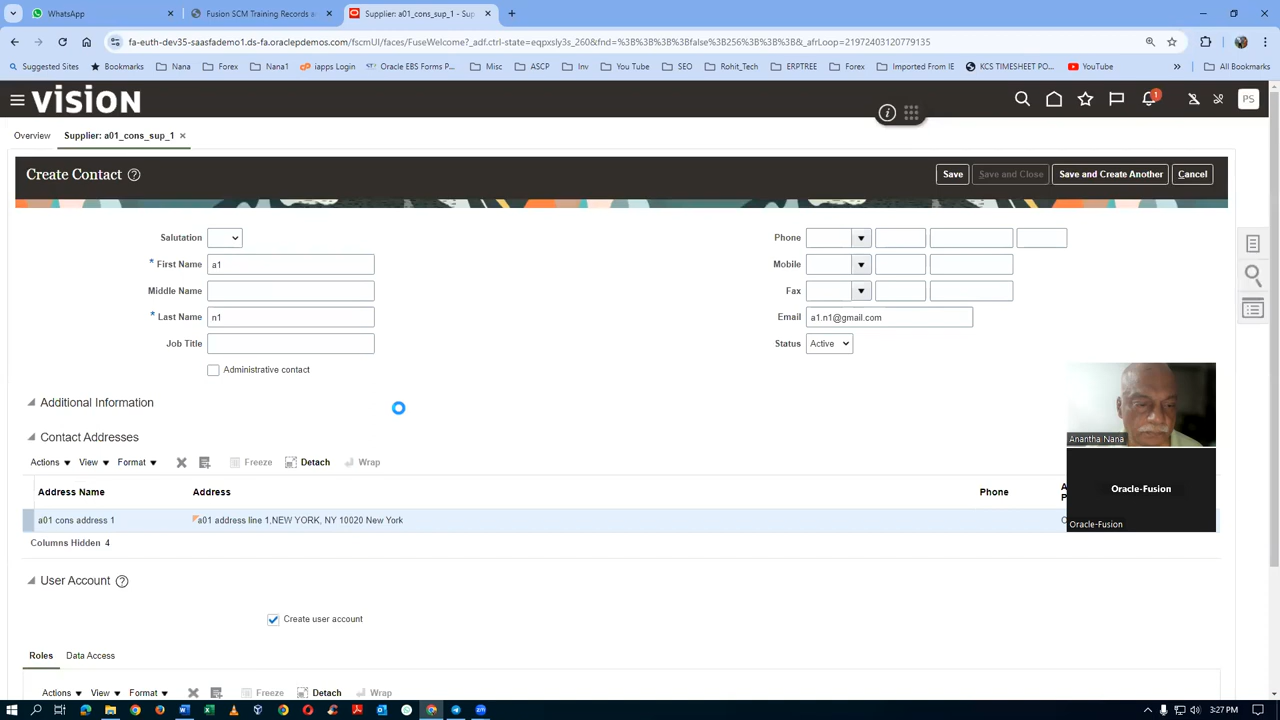 WhatsApp
Fusion SCM Training Records a
Supplier: a01_cons_sup_1 - Sup
fa-euth-dev35-saasfademo1.ds-fa.oraclepdemos.com/fscmUI/faces/FuseWelcome?_adf.ctrl-state=eqpxsly3s_260&fnd=%3B%3B%3B%3Bfalse%3B256%3B%3B%3B&_afrLoop=21972403120779135
Suggested Sites
Bookmarks
Nana
Forex
Nana1
iapps Login
Oracle EBS Forms P...
Misc
ASCP
Inv
You Tube
SEO
Rohit_Tech
ERPTREE
Forex
Imported From IE
KCS TIMESHEET PO...
YouTube
All Bookmarks
VISION
1
PS
Overview
Supplier: a01_cons_sup_1
Create Contact
Save
Save and Close
Save and Create Another
Cancel
Salutation
Phone
* First Name a1
Mobile
Middle Name
Fax
* Last Name n1
Email a1.n1@gmail.com
Job Title
Status Active
Administrative contact
Additional Information
Contact Addresses
Actions View Format Freeze Detach Wrap
Address Name Address Phone
a01 cons address 1 a01 address line 1,NEW YORK, NY 10020 New York
Columns Hidden 4
Anantha Nana
Oracle-Fusion
Oracle-Fusion
User Account
Create user account
Roles Data Access
Actions View Format Freeze Detach Wrap
3:27 PM